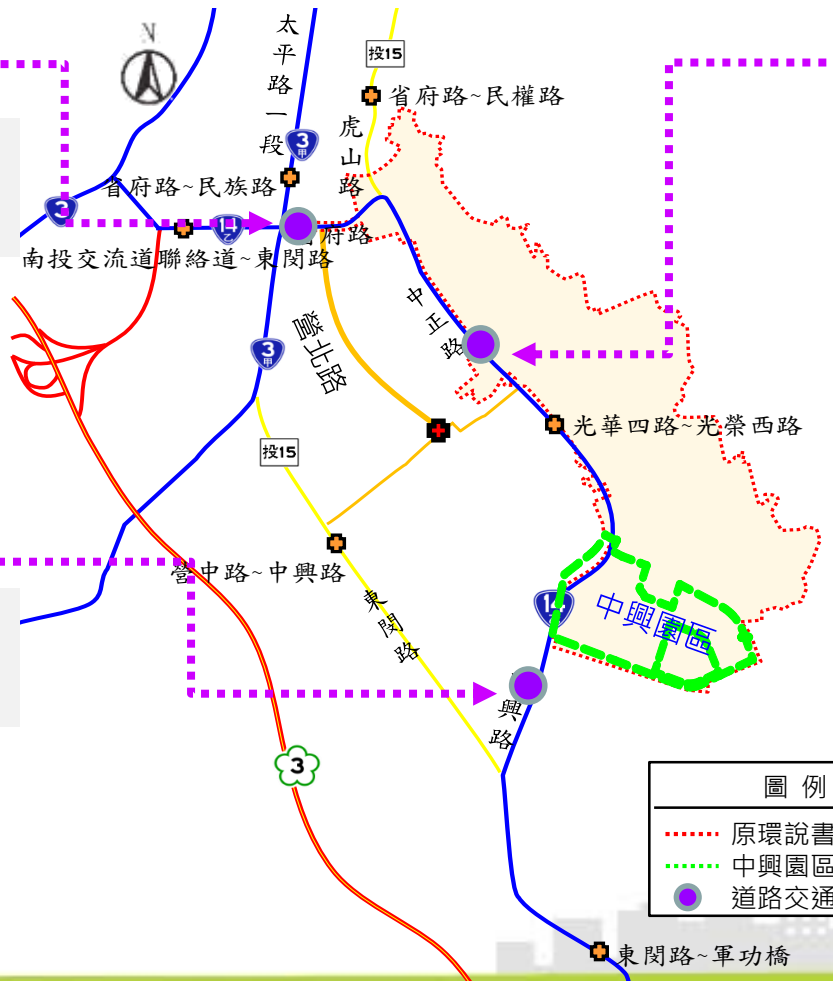 N
太平路一段
投15
省府路~民權路
虎山路
3甲
省府路~民族路
3
14乙
府路
南投交流道聯絡道~東閔路
中正路
營北路
3甲
投15
光華四路~光榮西路
營中路~中興路
東閔路
14
中興園區
興路
3
圖例
原環說書
中興園區
道路交通
東閔路~軍功橋